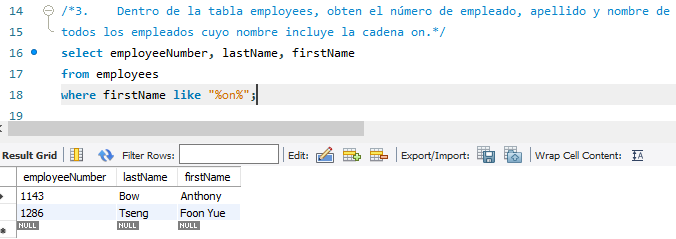 14 /*3. Dentro de la tabla employees, obten el número de empleado, apellido y nombre de
15 todos los empleados cuyo nombre incluye la cadena on.*/
16 select employeeNumber, lastName, firstName
17 from employees
18 where firstName like "%on%";
19
Result Grid Filter Rows: Edit: Export/Import: Wrap Cell Content: IA
employeeNumber lastName firstName
1143 Bow Anthony
1286 Tseng Foon Yue
NULL NULL NULL